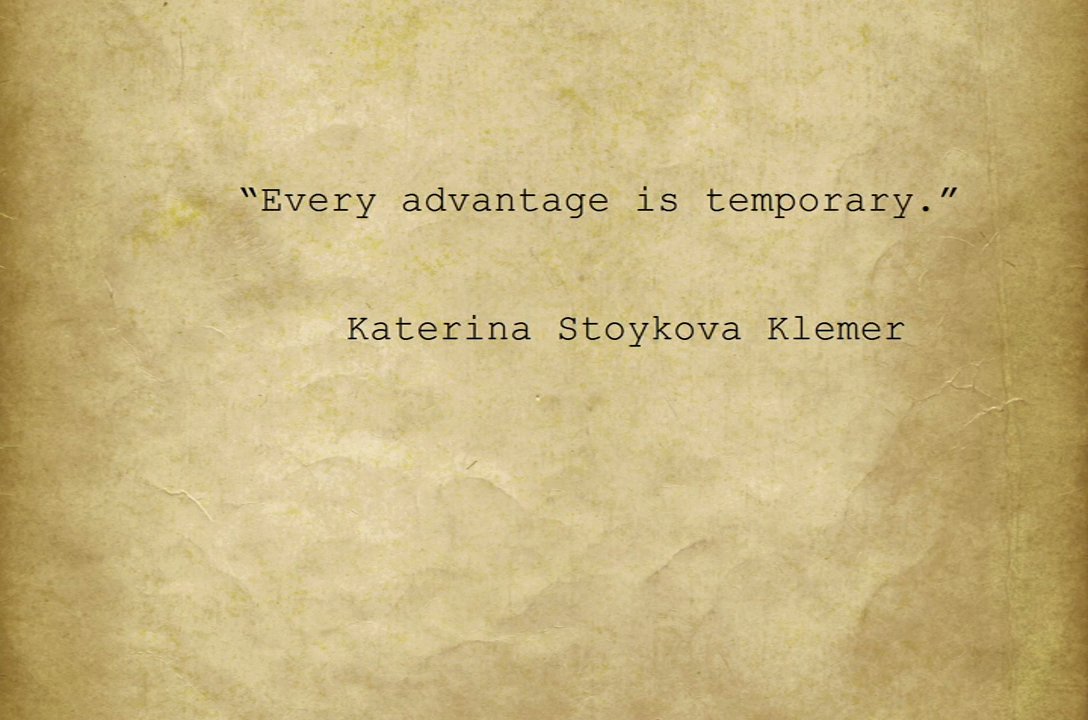 “Every advantage is temporary.”
Katerina Stoykova Klemer